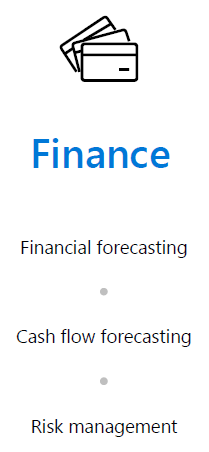 Finance
Financial forecasting
Cash flow forecasting
Risk management